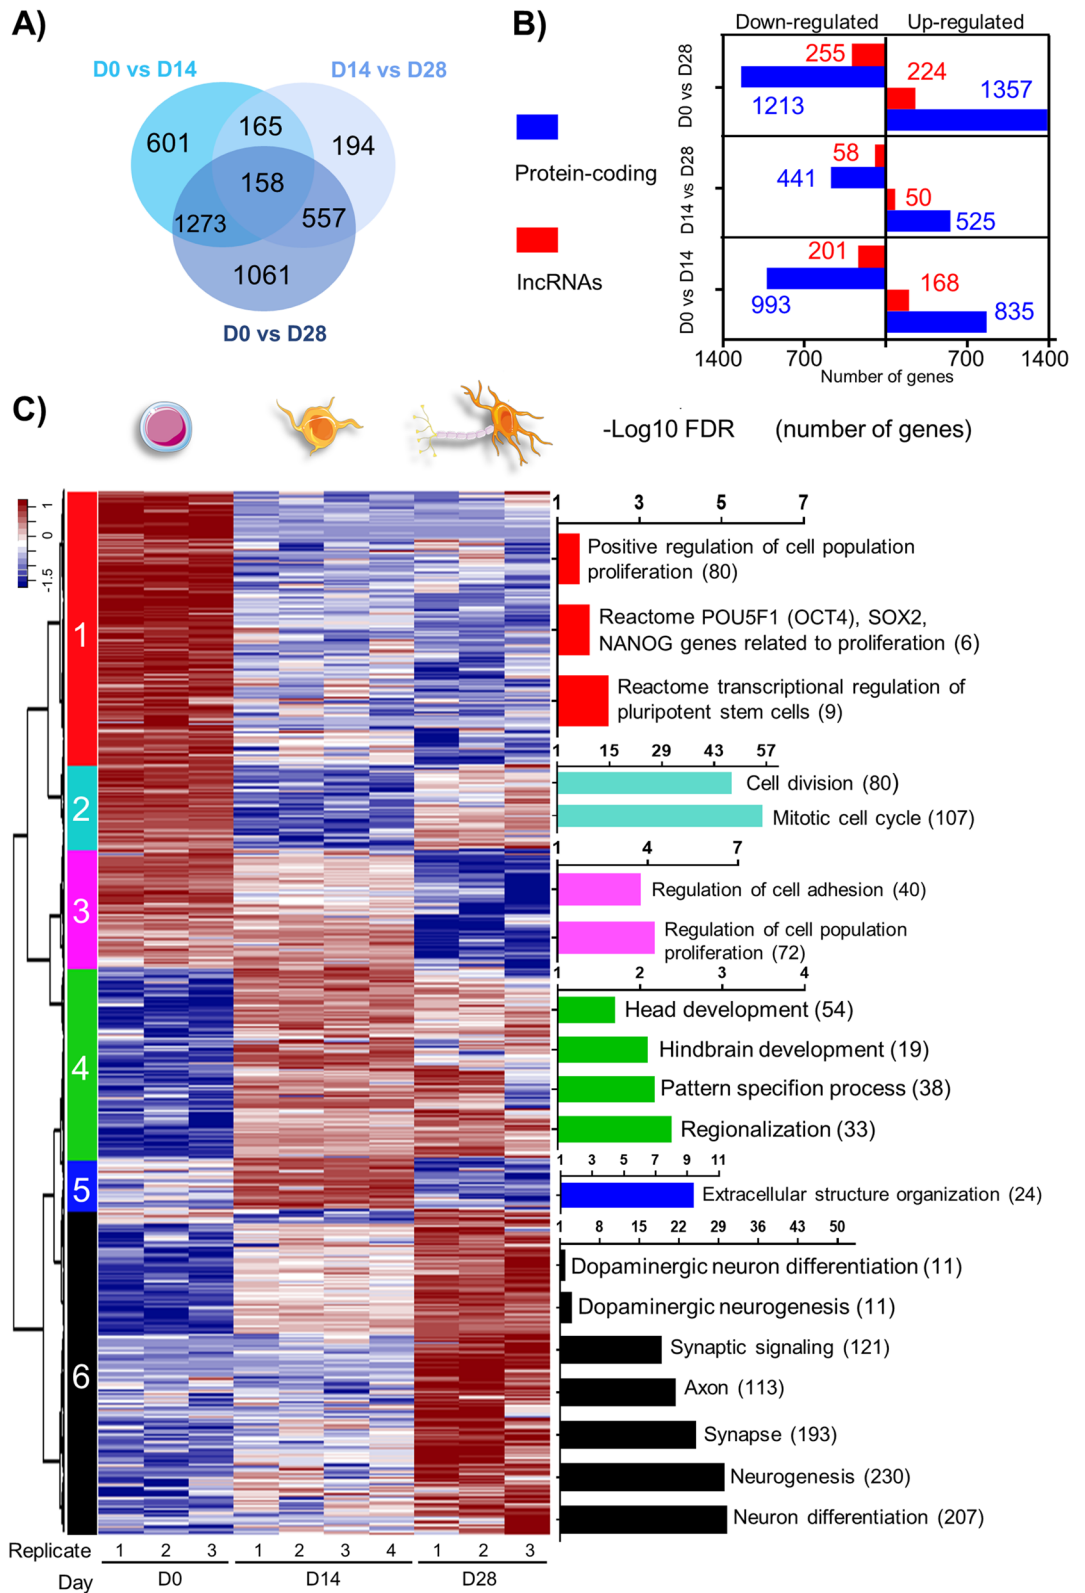 A)
D0 vs D14
D14 vs D28
601
165
194
158
1273
557
1061
D0 vs D28
B)
Down-regulated
Up-regulated
Protein-coding
lncRNAs
D0 vs D28
255
224
1213
1357
D14 vs D28
58
441
50
525
D0 vs D14
201
993
168
835
1400
700
700
1400
Number of genes
C)
-Log10 FDR (number of genes)
1
0
-1.5
1
2
3
4
5
6
1 3 5 7
Positive regulation of cell population
proliferation (80)
Reactome POU5F1 (OCT4), SOX2,
NANOG genes related to proliferation (6)
Reactome transcriptional regulation of
pluripotent stem cells (9)
1 15 29 43 57
Cell division (80)
Mitotic cell cycle (107)
1 4 7
Regulation of cell adhesion (40)
Regulation of cell population
proliferation (72)
1 2 3 4
Head development (54)
Hindbrain development (19)
Pattern specifion process (38)
Regionalization (33)
1 3 5 7 9 11
Extracellular structure organization (24)
1 8 15 22 29 36 43 50
Dopaminergic neuron differentiation (11)
Dopaminergic neurogenesis (11)
Synaptic signaling (121)
Axon (113)
Synapse (193)
Neurogenesis (230)
Neuron differentiation (207)
Replicate 1 2 3 1 2 3 4 1 2 3
Day D0 D14 D28